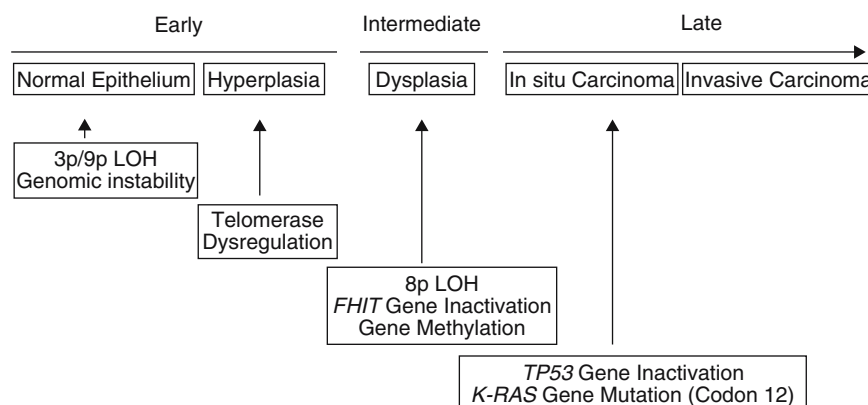 Early
Intermediate
Late
Normal Epithelium
Hyperplasia
Dysplasia
In situ Carcinoma
Invasive Carcinoma
3p/9p LOH
Genomic instability
Telomerase
Dysregulation
8p LOH
FHIT Gene Inactivation
Gene Methylation
TP53 Gene Inactivation
K-RAS Gene Mutation (Codon 12)